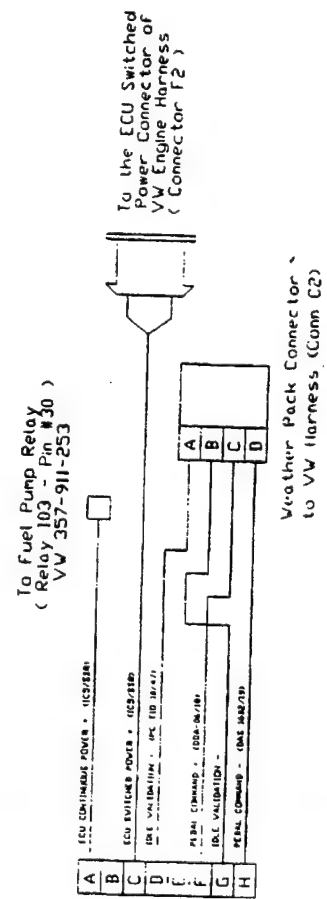 To Fuel Pump Relay
( Relay 103 - Pin #30 )
VW 357-911-253
To the ECU Switched
Power Connector of
VW Engine Harness
( Connector F2 )
ECU CONTINUOUS POWER +
ECU SWITCHED POWER +
IDLE VALIDATION +
PEDAL COMMAND +
IDLE VALIDATION -
PEDAL COMMAND -
A
B
C
D
E
F
G
H
A
B
C
D
Weather Pack Connector
to VW Harness (Conn C2)